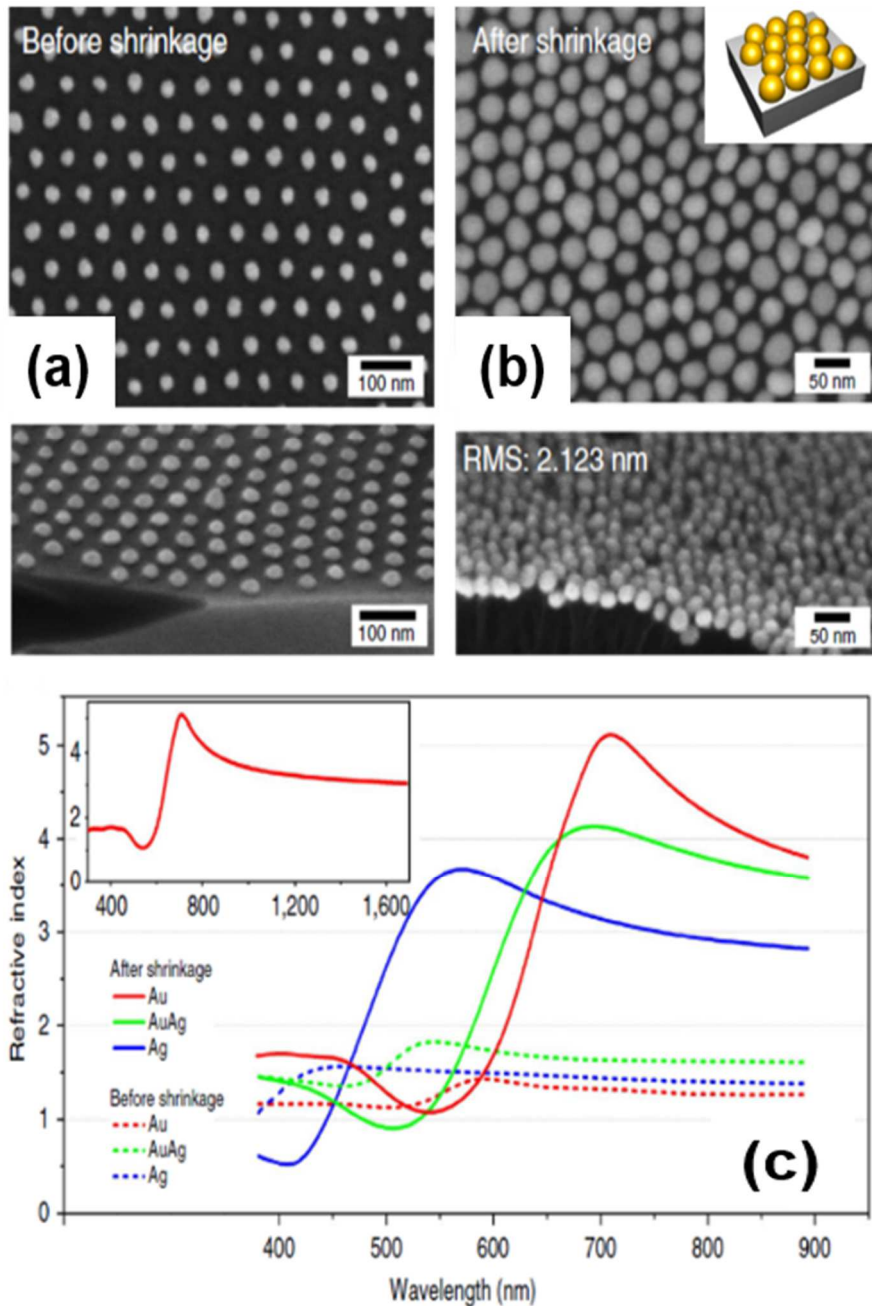 Before shrinkage
(a)
100 nm
After shrinkage
(b)
50 nm
100 nm
RMS: 2.123 nm
50 nm
Refractive index
5
4
3
2
1
0
4
2
0
400
800
1,200
1,600
After shrinkage
Au
AuAg
Ag
Before shrinkage
Au
AuAg
Ag
(c)
400
500
600
700
800
900
Wavelength (nm)